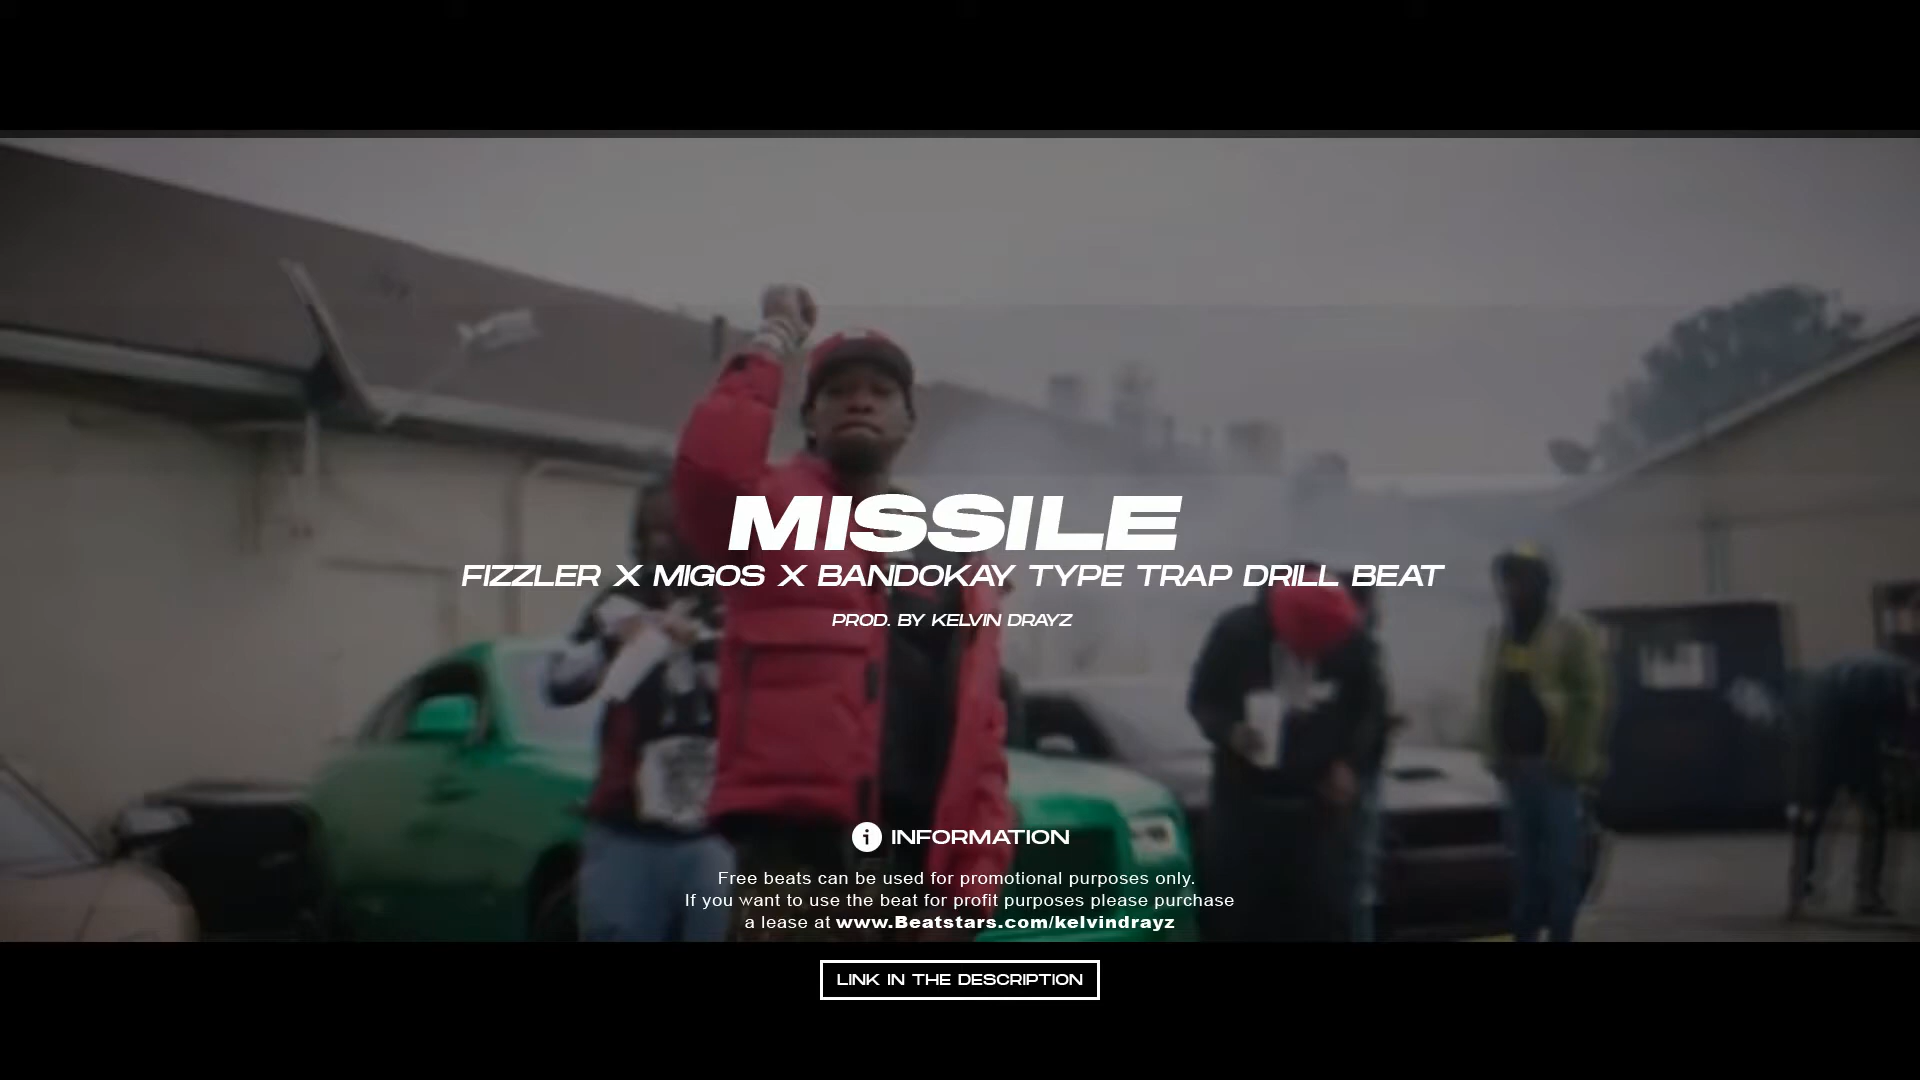 MISSILE
FIZZLER X MIGOS X BANDOKAY TYPE TRAP DRILL BEAT
PROD. BY KELVIN DRAYZ
INFORMATION
Free beats can be used for promotional purposes only.
If you want to use the beat for profit purposes please purchase
a lease at www.Beatstars.com/kelvindrayz
LINK IN THE DESCRIPTION